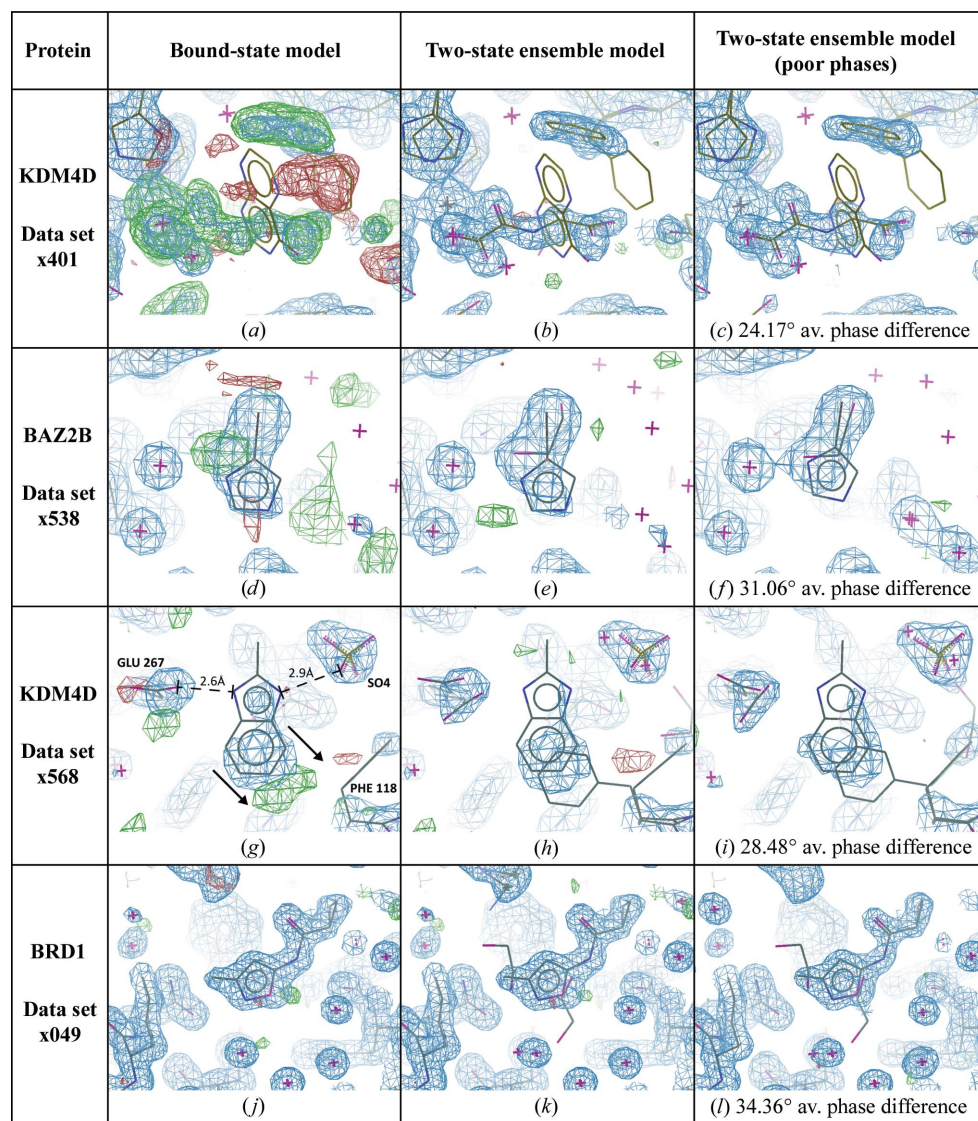 Protein
Bound-state model
Two-state ensemble model
Two-state ensemble model
(poor phases)
KDM4D
Data set
x401
(a)
(b)
(c) 24.17° av. phase difference
BAZ2B
Data set
x538
(d)
(e)
(f) 31.06° av. phase difference
KDM4D
Data set
x568
GLU 267
2.6Å
2.9Å
SO4
PHE 118
(g)
(h)
(i) 28.48° av. phase difference
BRD1
Data set
x049
(j)
(k)
(l) 34.36° av. phase difference